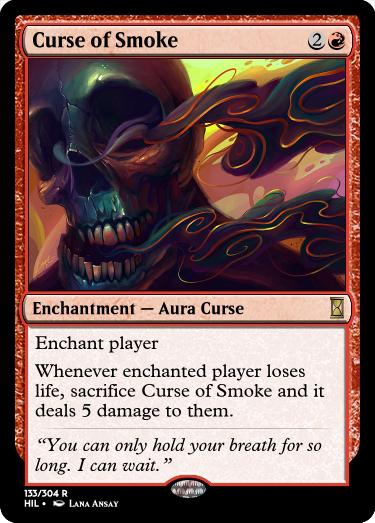 Curse of Smoke 2
Enchantment — Aura Curse
Enchant player
Whenever enchanted player loses
life, sacrifice Curse of Smoke and it
deals 5 damage to them.
“You can only hold your breath for so
long. I can wait.”
133/304 R
HIL • Lana Ansay